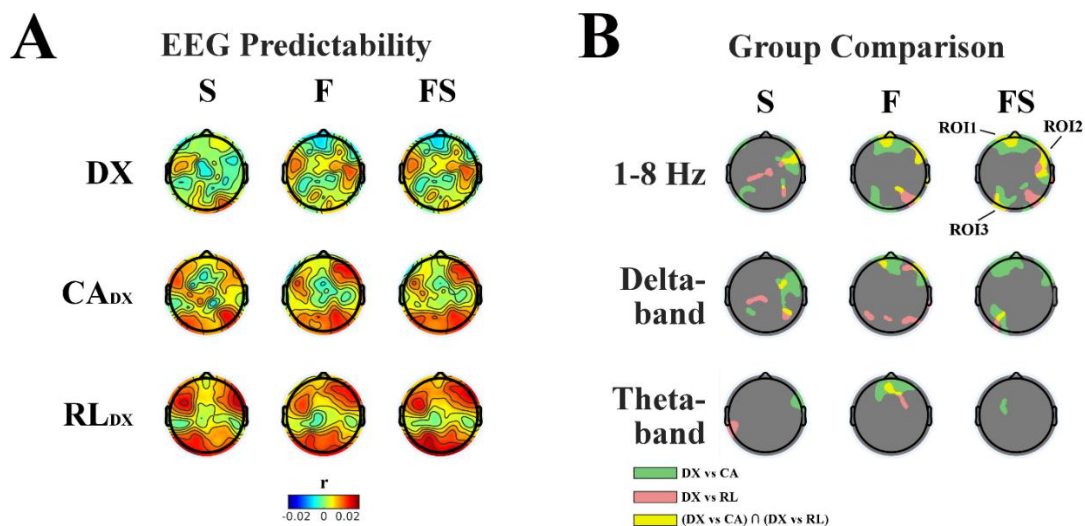 A
EEG Predictability
S F FS
DX
CADX
RLDX
r
-0.02 0 0.02
B
Group Comparison
S F FS
ROI1
ROI2
1-8 Hz
ROI3
Delta-
band
Theta-
band
DX vs CA
DX vs RL
(DX vs CA) ∩ (DX vs RL)